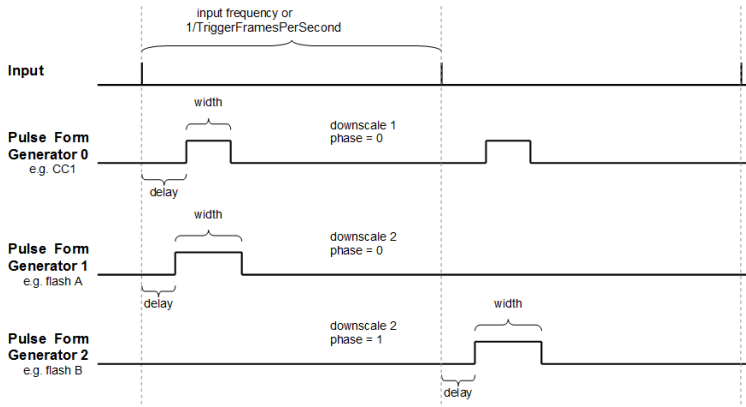 input frequency or
1/TriggerFramesPerSecond
Input
width
downscale 1
phase = 0
Pulse Form
Generator 0
e.g. CC1
delay
width
downscale 2
phase = 0
Pulse Form
Generator 1
e.g. flash A
delay
width
downscale 2
phase = 1
Pulse Form
Generator 2
e.g. flash B
delay